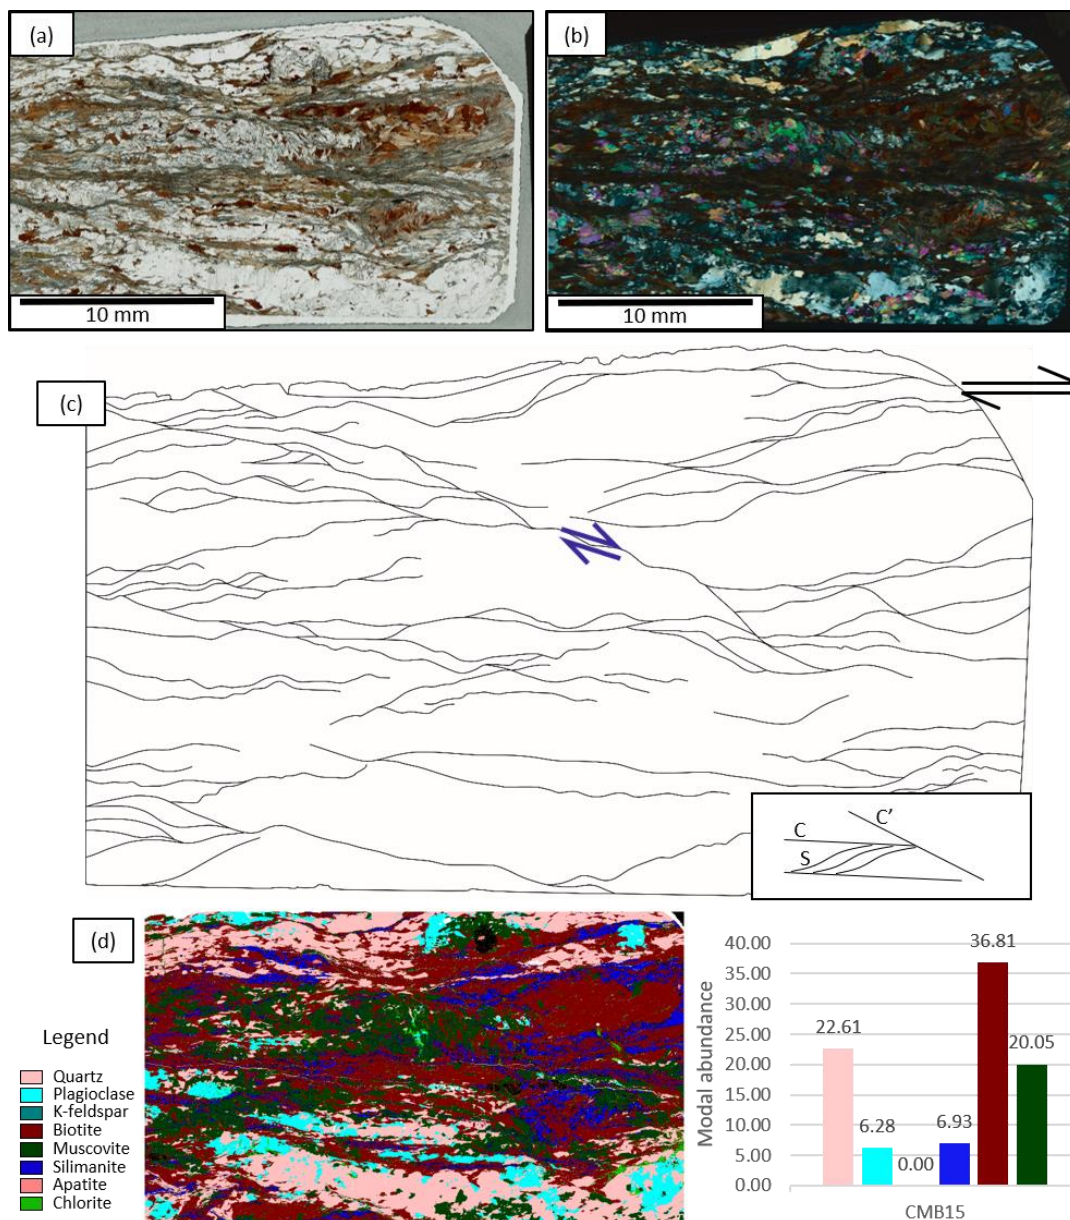 (a)
10 mm
(b)
10 mm
(c)
C
C'
S
(d)
Legend
Quartz
Plagioclase
K-feldspar
Biotite
Muscovite
Silimanite
Apatite
Chlorite
Modal abundance
40.00
35.00
30.00
25.00
20.00
15.00
10.00
5.00
0.00
22.61
6.28
0.00
6.93
36.81
20.05
CMB15